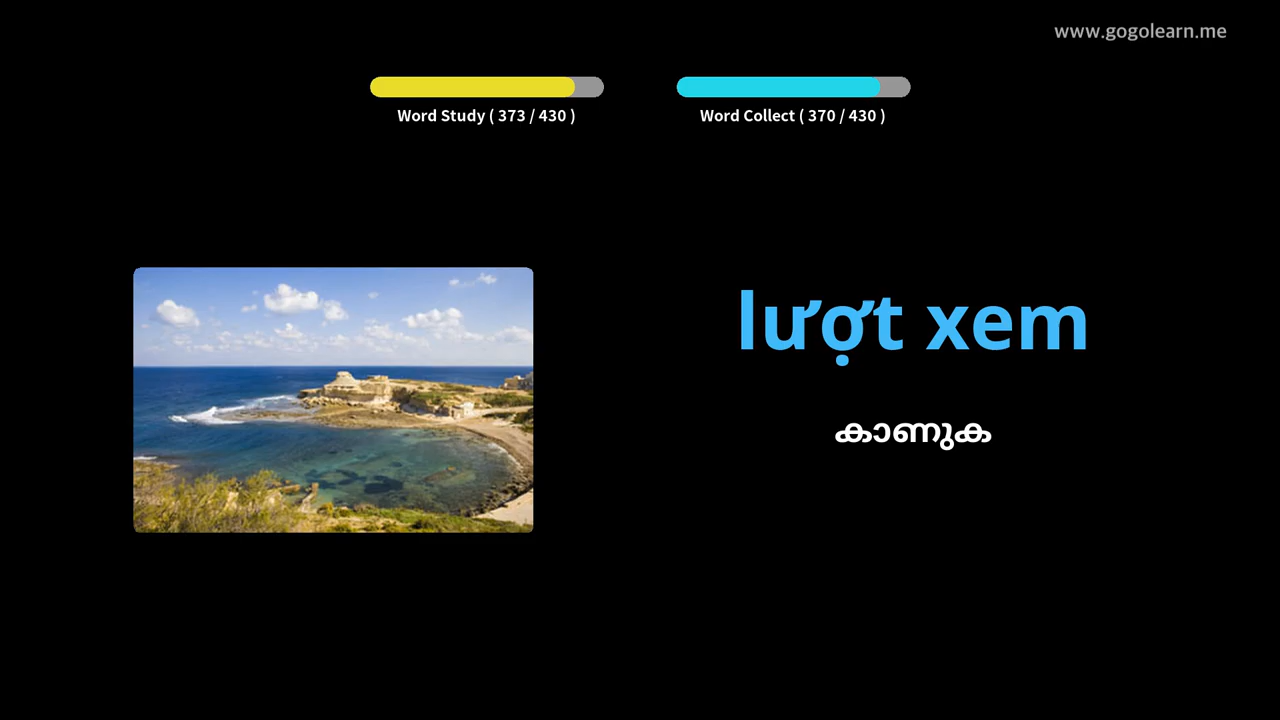 www.gogolearn.me
Word Study ( 373 / 430 )
Word Collect ( 370 / 430 )
lượt xem
കാണുക